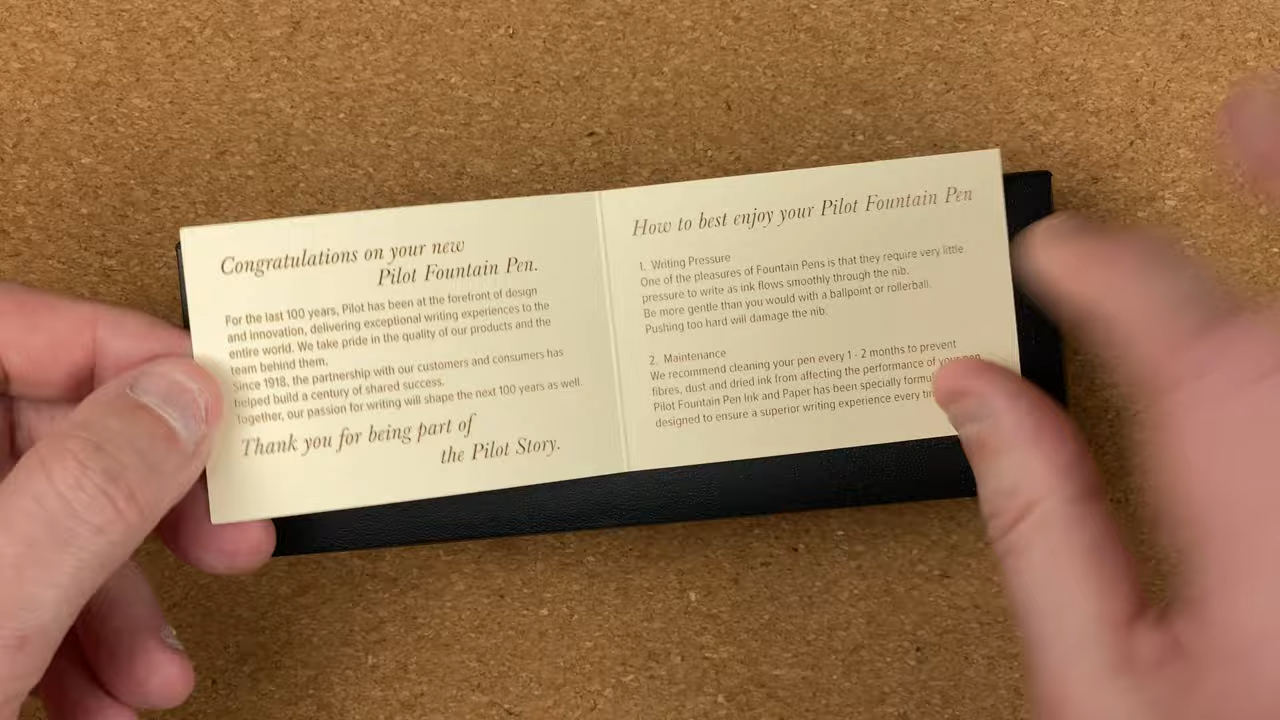 Congratulations on your new
Pilot Fountain Pen.
For the last 100 years, Pilot has been at the forefront of design
and innovation, delivering exceptional writing experiences to the
entire world. We take pride in the quality of our products and the
team behind them.
Since 1918, the partnership with our customers and consumers has
helped build a century of shared success.
Together, our passion for writing will shape the next 100 years as well.
Thank you for being part of
the Pilot Story.
How to best enjoy your Pilot Fountain Pen
1. Writing Pressure
One of the pleasures of Fountain Pens is that they require very little
pressure to write as ink flows smoothly through the nib.
Be more gentle than you would with a ballpoint or rollerball.
Pushing too hard will damage the nib.
2. Maintenance
We recommend cleaning your pen every 1 - 2 months to prevent
fibres, dust and dried ink from affecting the performance of your pen.
Pilot Fountain Pen Ink and Paper has been specially
designed to ensure a superior writing experience every